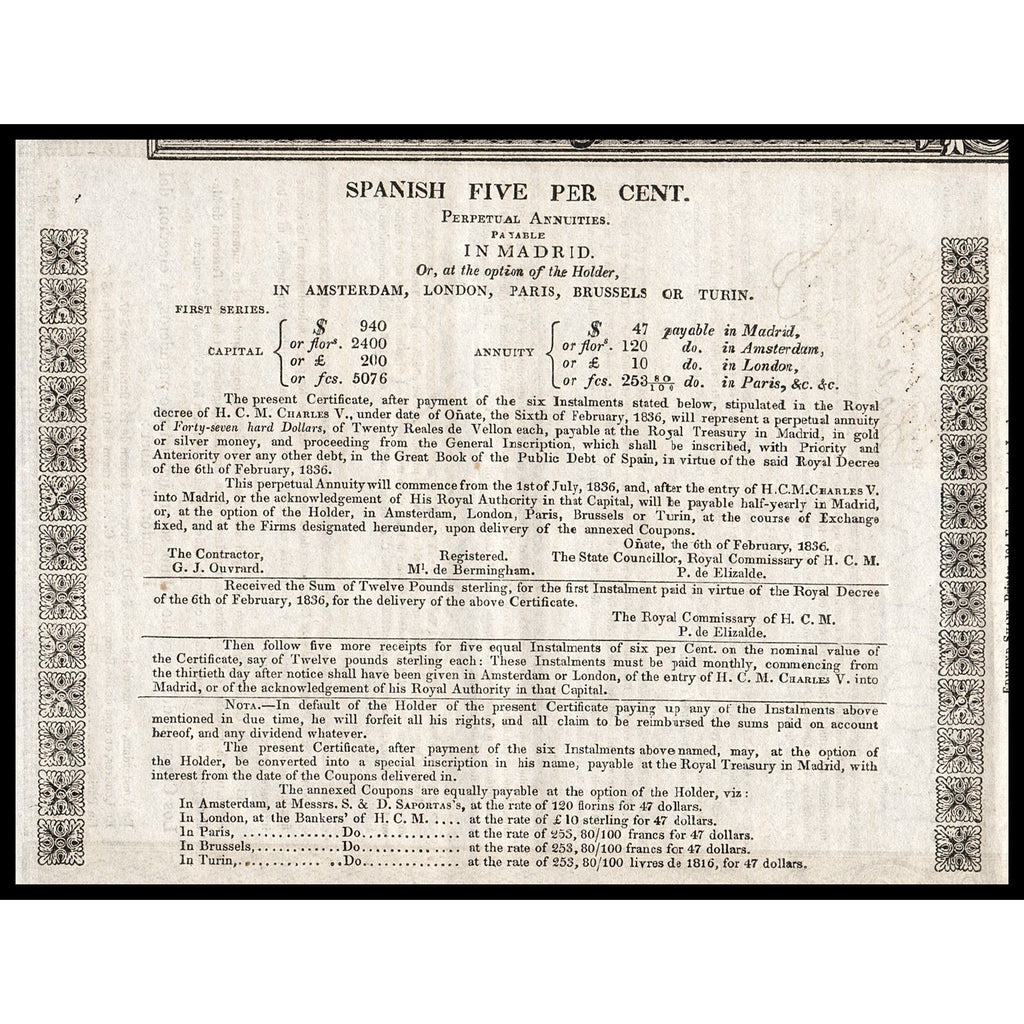 SPANISH FIVE PER CENT.
PERPETUAL ANNUITIES.
PAYABLE
IN MADRID.
Or, at the option of the Holder,
IN AMSTERDAM, LONDON, PARIS, BRUSSELS OR TURIN.
FIRST SERIES.
CAPITAL { $ 940
or flors. 2400
or £ 200
or fcs. 5076
ANNUITY { $ 47 payable in Madrid,
or flors. 120 do. in Amsterdam,
or £ 10 do. in London,
or fcs. 253 80/100 do. in Paris, &c. &c.
The present Certificate, after payment of the six Instalments stated below, stipulated in the Royal
decree of H. C. M. CHARLES V., under date of Oñate, the Sixth of February, 1836, will represent a perpetual annuity
of Forty-seven hard Dollars, of Twenty Reales de Vellon each, payable at the Royal Treasury in Madrid, in gold
or silver money, and proceeding from the General Inscription, which shall be inscribed, with Priority and
Anteriority over any other debt, in the Great Book of the Public Debt of Spain, in virtue of the said Royal Decree
of the 6th of February, 1836.
This perpetual Annuity will commence from the 1st of July, 1836, and, after the entry of H.C.M. CHARLES V.
into Madrid, or the acknowledgement of His Royal Authority in that Capital, will be payable half-yearly in Madrid,
or, at the option of the Holder, in Amsterdam, London, Paris, Brussels or Turin, at the course of Exchange
fixed, and at the Firms designated hereunder, upon delivery of the annexed Coupons.
Oñate, the 6th of February, 1836.
The Contractor, Registered. The State Councillor, Royal Commissary of H. C. M.
G. J. Ouvrard. Ml. de Bermingham. P. de Elizalde.
Received the Sum of Twelve Pounds sterling, for the first Instalment paid in virtue of the Royal Decree
of the 6th of February, 1836, for the delivery of the above Certificate.
The Royal Commissary of H. C. M.
P. de Elizalde.
Then follow five more receipts for five equal Instalments of six per Cent. on the nominal value of
the Certificate, say of Twelve pounds sterling each: These Instalments must be paid monthly, commencing from
the thirtieth day after notice shall have been given in Amsterdam or London, of the entry of H. C. M. CHARLES V. into
Madrid, or of the acknowledgement of his Royal Authority in that Capital.
NOTA.—In default of the Holder of the present Certificate paying up any of the Instalments above
mentioned in due time, he will forfeit all his rights, and all claim to be reimbursed the sums paid on account
hereof, and any dividend whatever.
The present Certificate, after payment of the six Instalments above named, may, at the option of
the Holder, be converted into a special inscription in his name, payable at the Royal Treasury in Madrid, with
interest from the date of the Coupons delivered in.
The annexed Coupons are equally payable at the option of the Holder, viz :
In Amsterdam, at Messrs. S. & D. SAPORTAS's, at the rate of 120 florins for 47 dollars.
In London, at the Bankers' of H. C. M. .... at the rate of £10 sterling for 47 dollars.
In Paris, ..............Do.............. at the rate of 253, 80/100 francs for 47 dollars.
In Brussels,............Do.............. at the rate of 253, 80/100 francs for 47 dollars.
In Turin,...............Do.............. at the rate of 253, 80/100 livres de 1816, for 47 dollars.